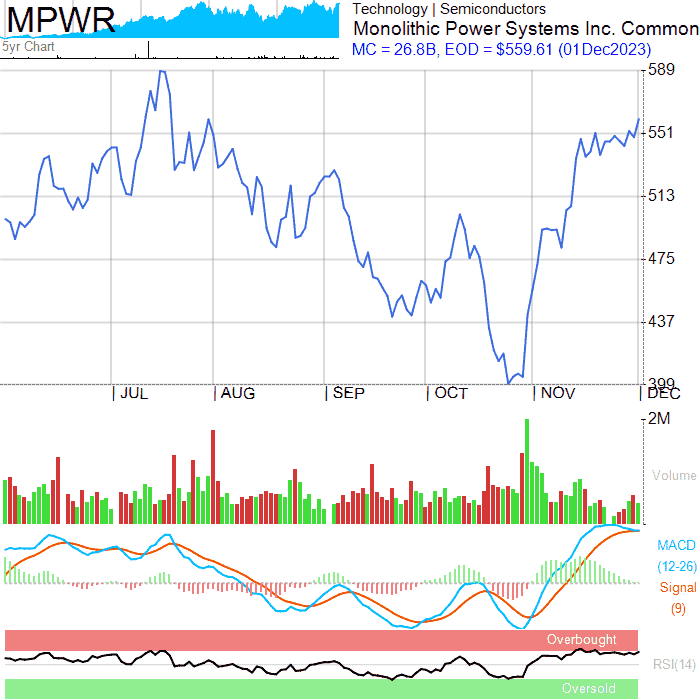 MPWR
5yr Chart
Technology | Semiconductors
Monolithic Power Systems Inc. Common
MC = 26.8B, EOD = $559.61 (01Dec2023)
589
551
513
475
437
399
JUL
AUG
SEP
OCT
NOV
DEC
2M
Volume
MACD
(12-26)
Signal
(9)
Overbought
RSI(14)
Oversold